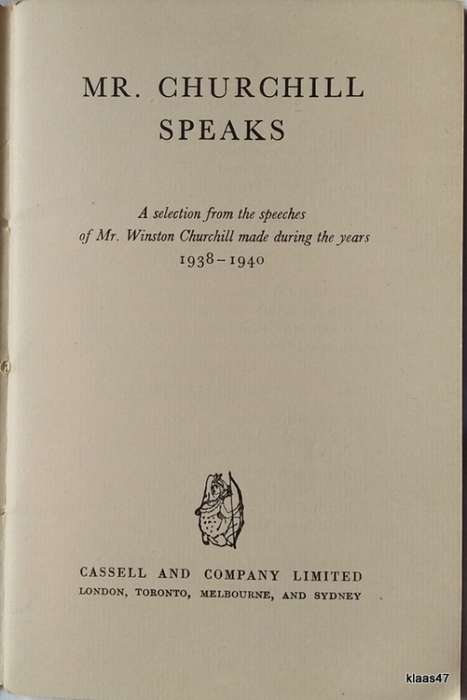 MR. CHURCHILL
SPEAKS
A selection from the speeches
of Mr. Winston Churchill made during the years
1938-1940
CASSELL AND COMPANY LIMITED
LONDON, TORONTO, MELBOURNE, AND SYDNEY
klaas47